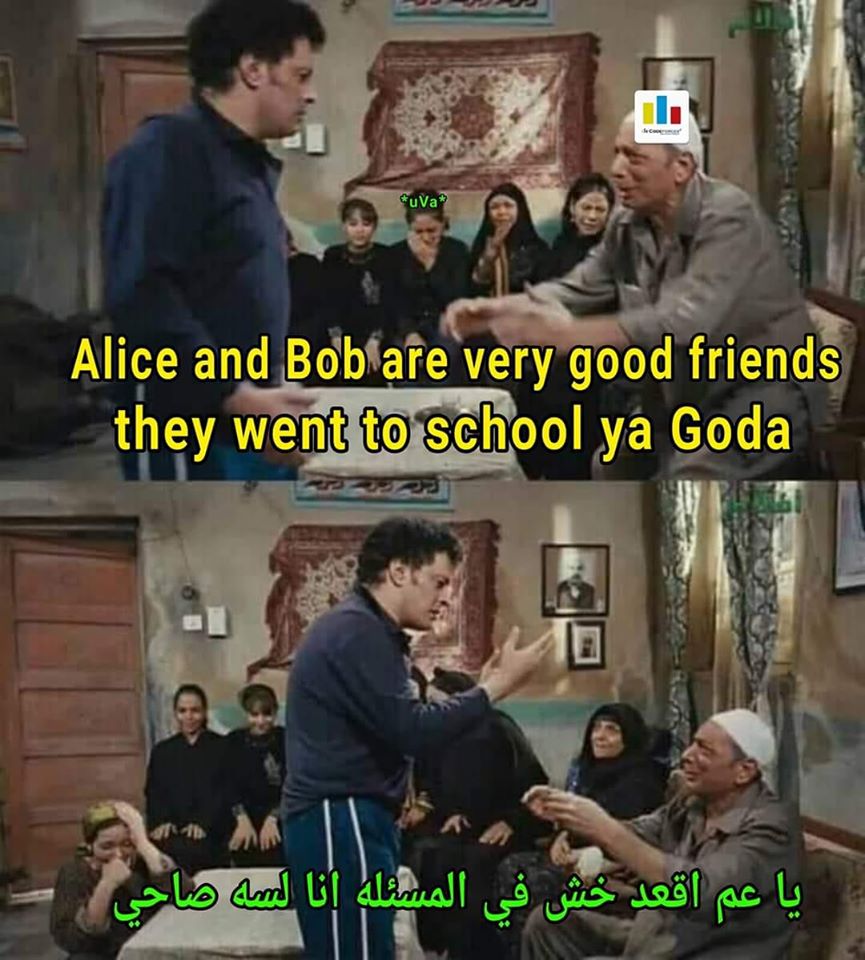 *uVa*
Alice and Bob are very good friends
they went to school ya Goda
يا عم اقعد خش في المسئله انا لسه صاحي